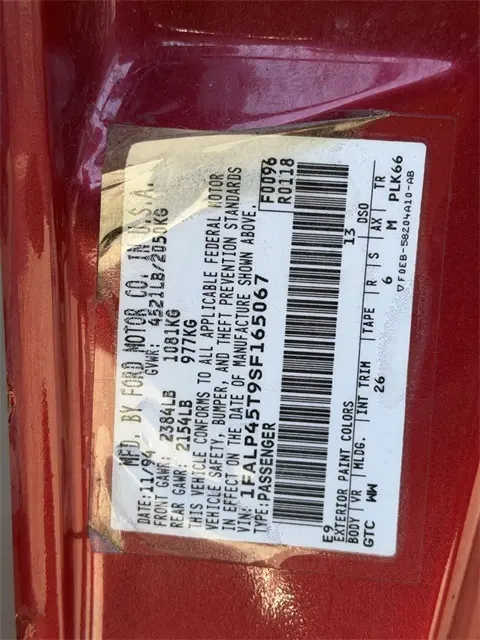 MFD. BY FORD MOTOR CO. IN U.S.A.
DATE: 11/94 GVWR: 4521LB/2050KG
FRONT GAWR: 2384LB 1081KG
REAR GAWR: 2154LB 977KG
THIS VEHICLE CONFORMS TO ALL APPLICABLE FEDERAL MOTOR
VEHICLE SAFETY, BUMPER, AND THEFT PREVENTION STANDARDS
IN EFFECT ON THE DATE OF MANUFACTURE SHOWN ABOVE.
VIN: 1FALP45T9SF165067 F0096
TYPE: PASSENGER R0118
E9 13 DSO
EXTERIOR PAINT COLORS
BODY VR MLDG. INT TRIM TAPE R S AX TR
GTC WW 26 6 M PLK66
▽ F0EB-58204A10-AB